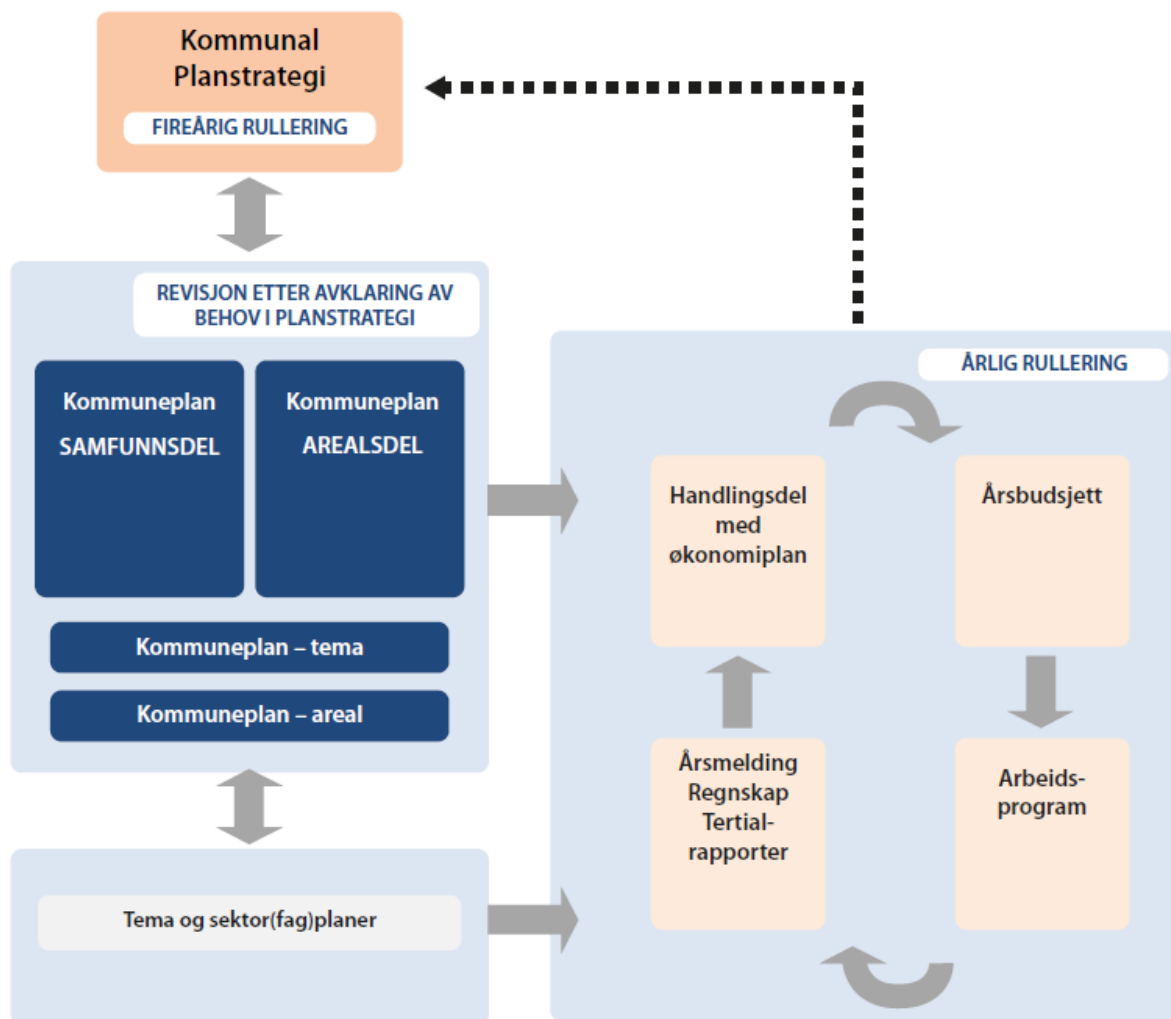 Kommunal
Planstrategi
FIREÅRIG RULLERING
REVISJON ETTER AVKLARING AV
BEHOV I PLANSTRATEGI
Kommuneplan
SAMFUNNSDEL
Kommuneplan
AREALSDEL
Kommuneplan – tema
Kommuneplan – areal
Tema og sektor(fag)planer
ÅRLIG RULLERING
Handlingsdel
med
økonomiplan
Årsbudsjett
Årsmelding
Regnskap
Tertial-
rapporter
Arbeids-
program